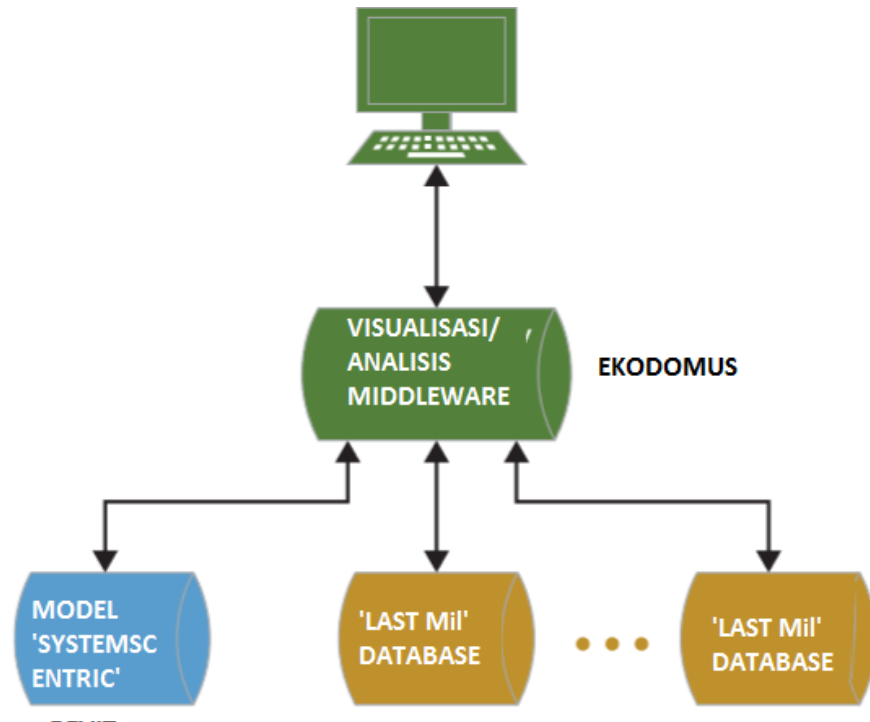 VISUALISASI/
ANALISIS
MIDDLEWARE
EKODOMUS
MODEL
'SYSTEMSC
ENTRIC'
'LAST Mil'
DATABASE
'LAST Mil'
DATABASE